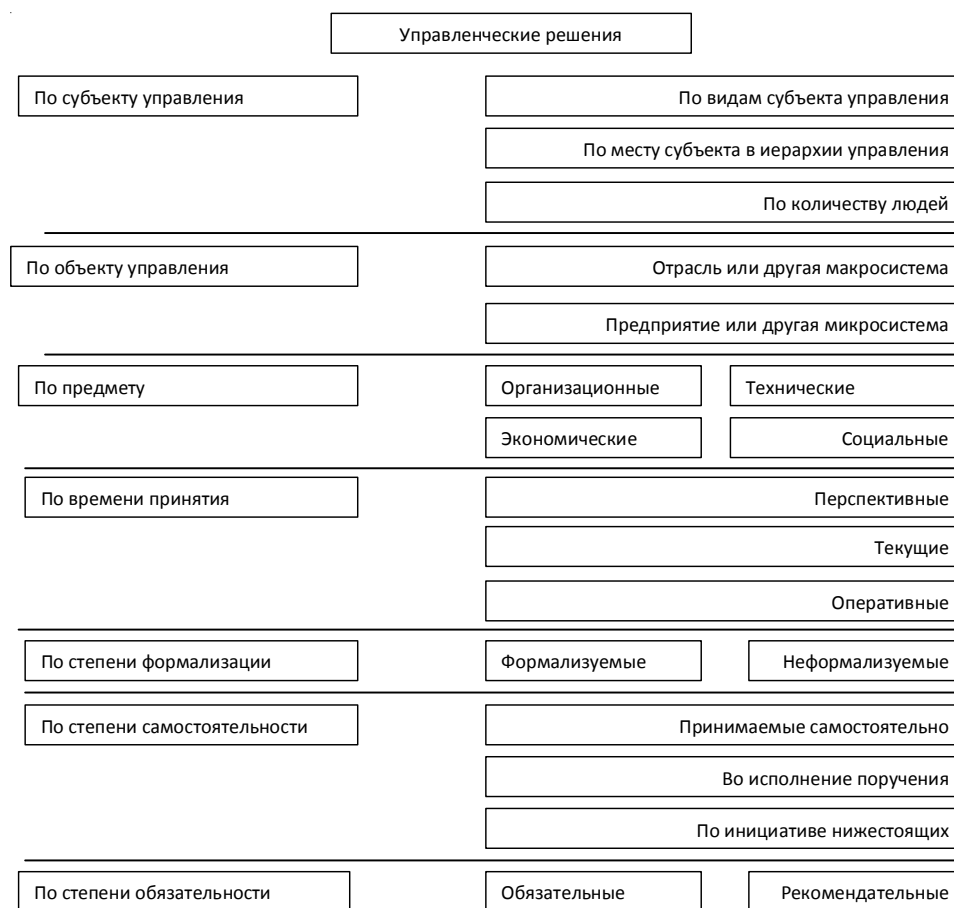 Управленческие решения
По субъекту управления
По видам субъекта управления
По месту субъекта в иерархии управления
По количеству людей
По объекту управления
Отрасль или другая макросистема
Предприятие или другая микросистема
По предмету
Организационные
Технические
Экономические
Социальные
По времени принятия
Перспективные
Текущие
Оперативные
По степени формализации
Формализуемые
Неформализуемые
По степени самостоятельности
Принимаемые самостоятельно
Во исполнение поручения
По инициативе нижестоящих
По степени обязательности
Обязательные
Рекомендательные